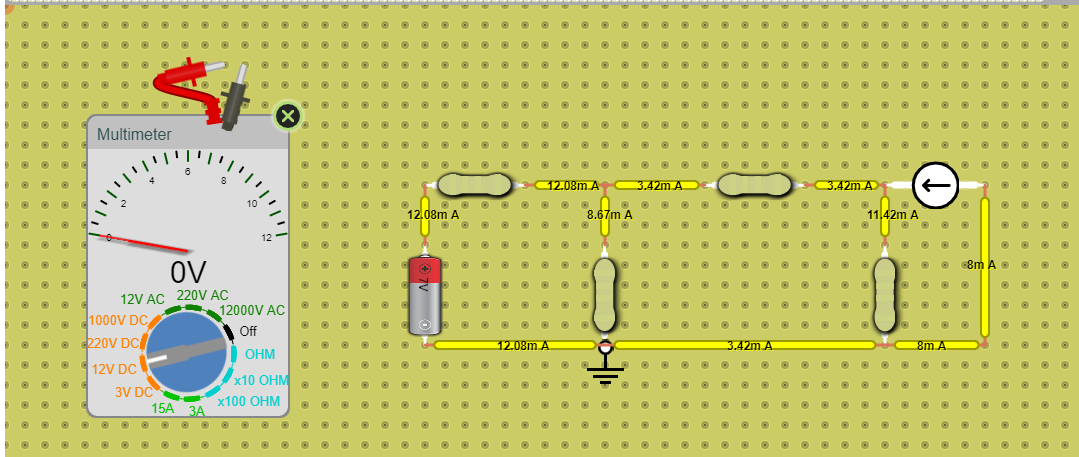 Multimeter
0
2
4
6
8
10
12
0V
12V AC
220V AC
12000V AC
1000V DC
Off
220V DC
OHM
12V DC
x10 OHM
3V DC
x100 OHM
15A
3A
12.08m A
3.42m A
3.42m A
12.08m A
8.67m A
11.42m A
8m A
7V
12.08m A
3.42m A
8m A